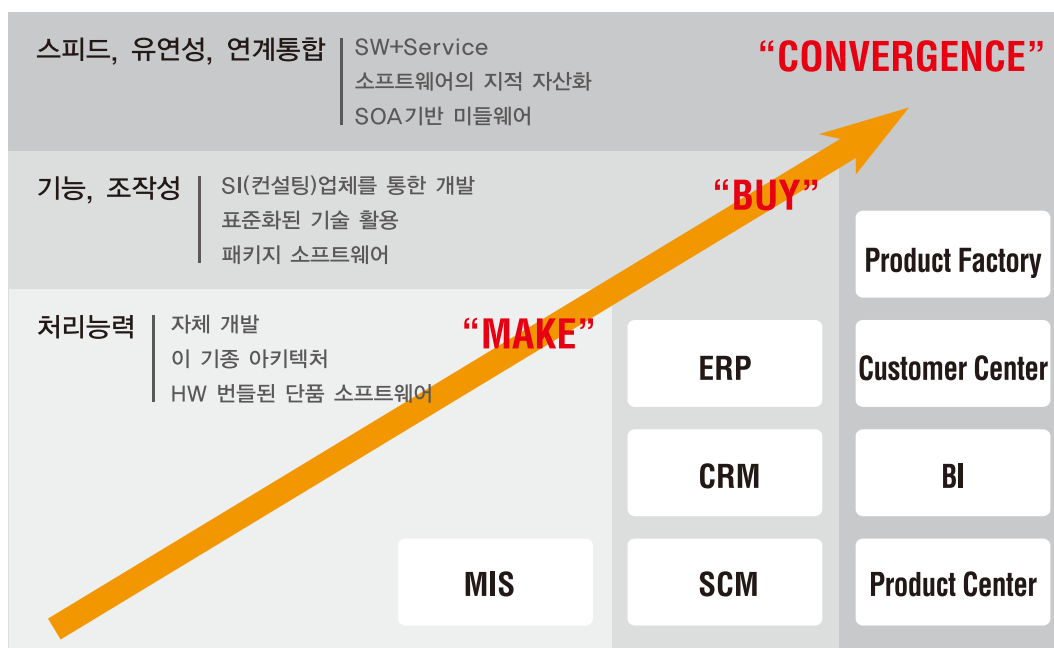 스피드, 유연성, 연계통합
SW+Service
소프트웨어의 지적 자산화
SOA기반 미들웨어
“CONVERGENCE”
기능, 조작성
SI(컨설팅)업체를 통한 개발
표준화된 기술 활용
패키지 소프트웨어
“BUY”
처리능력
자체 개발
이 기종 아키텍처
HW 번들된 단품 소프트웨어
“MAKE”
Product Factory
ERP
Customer Center
CRM
BI
MIS
SCM
Product Center